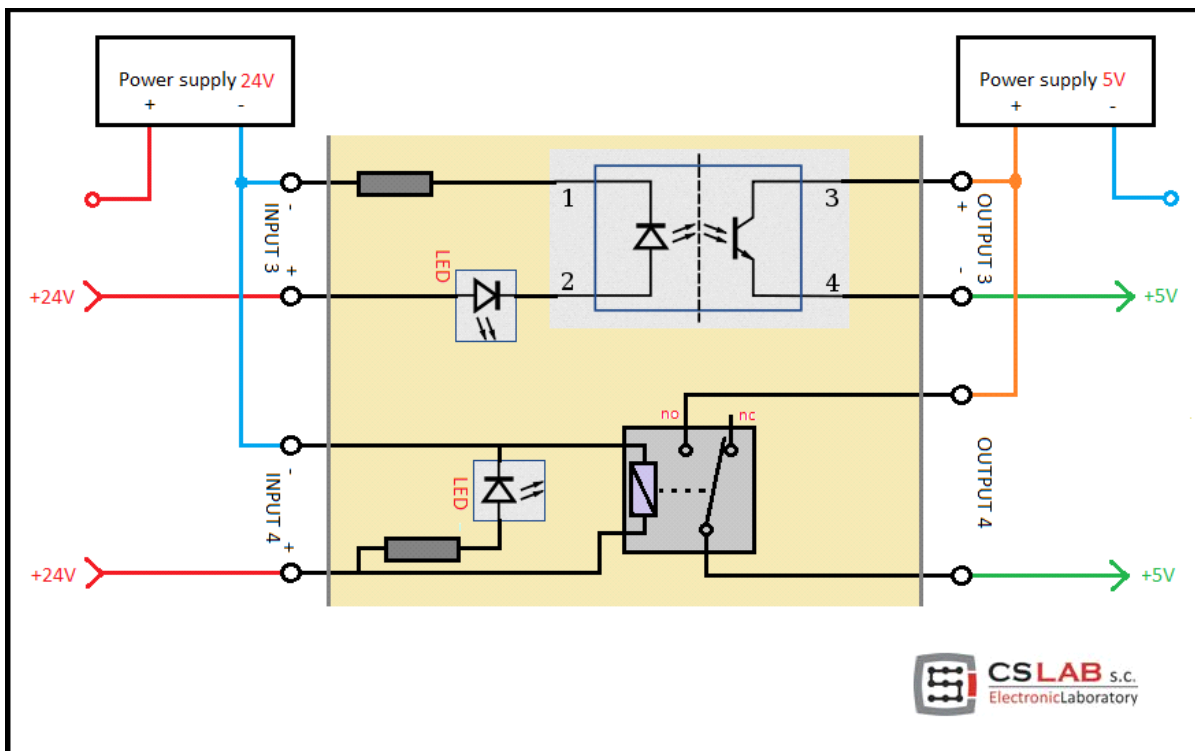 Power supply 24V
+ -
Power supply 5V
+ -
- INPUT 3 +
+24V
LED
1
2
3
4
+ OUTPUT 3 -
+5V
no nc
- INPUT 4 +
+24V
LED
OUTPUT 4
+5V
CSLAB s.c.
ElectronicLaboratory